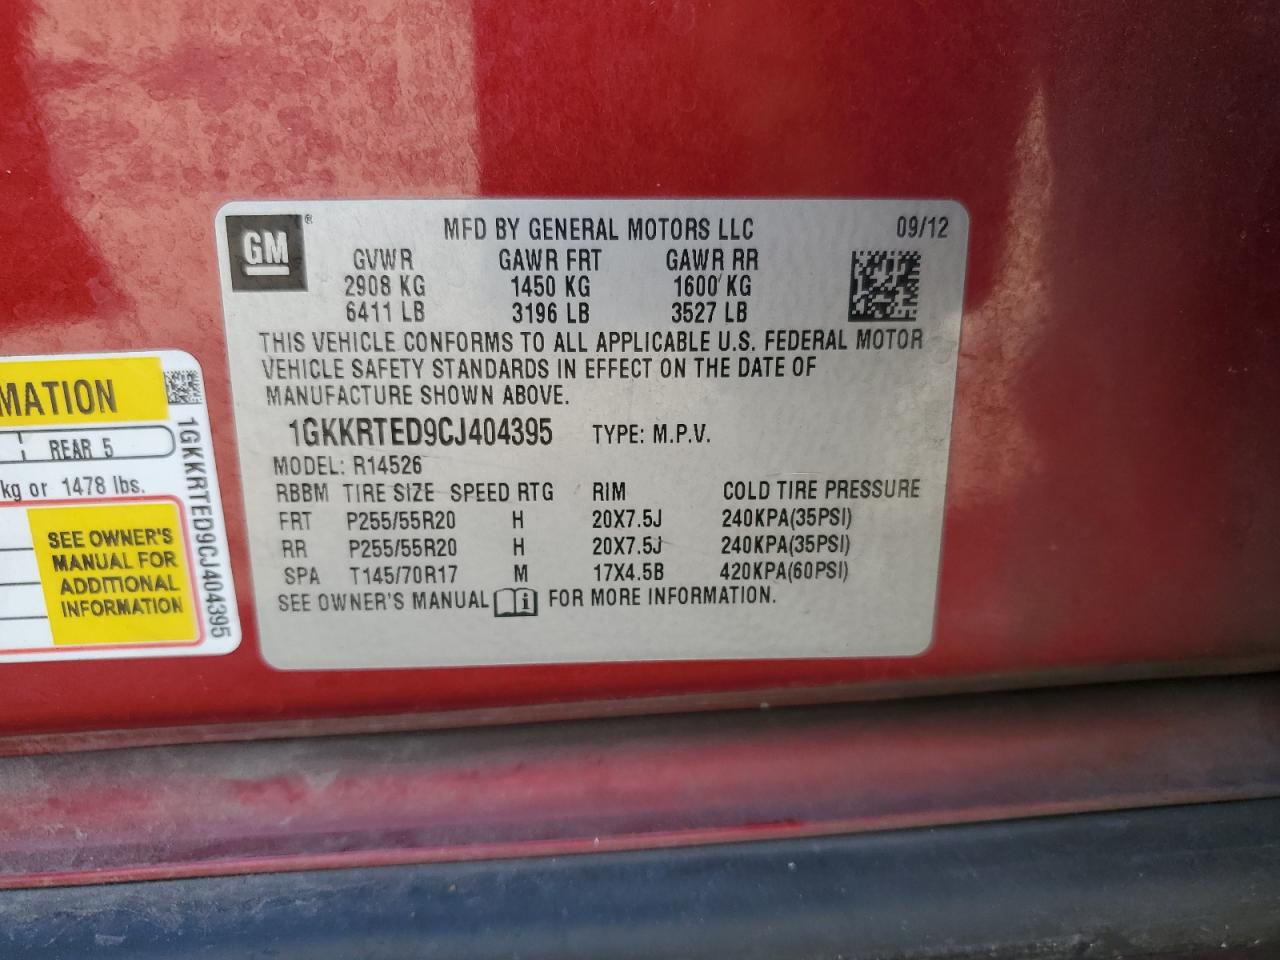 GM®
MFD BY GENERAL MOTORS LLC 09/12
GVWR GAWR FRT GAWR RR
2908 KG 1450 KG 1600 KG
6411 LB 3196 LB 3527 LB
THIS VEHICLE CONFORMS TO ALL APPLICABLE U.S. FEDERAL MOTOR
VEHICLE SAFETY STANDARDS IN EFFECT ON THE DATE OF
MANUFACTURE SHOWN ABOVE.
1GKKRTED9CJ404395 TYPE: M.P.V.
MODEL: R14526
RBBM TIRE SIZE SPEED RTG RIM COLD TIRE PRESSURE
FRT P255/55R20 H 20X7.5J 240KPA(35PSI)
RR P255/55R20 H 20X7.5J 240KPA(35PSI)
SPA T145/70R17 M 17X4.5B 420KPA(60PSI)
SEE OWNER'S MANUAL i FOR MORE INFORMATION.
MATION
REAR 5
kg or 1478 lbs.
SEE OWNER'S
MANUAL FOR
ADDITIONAL
INFORMATION
1GKKRTED9CJ404395